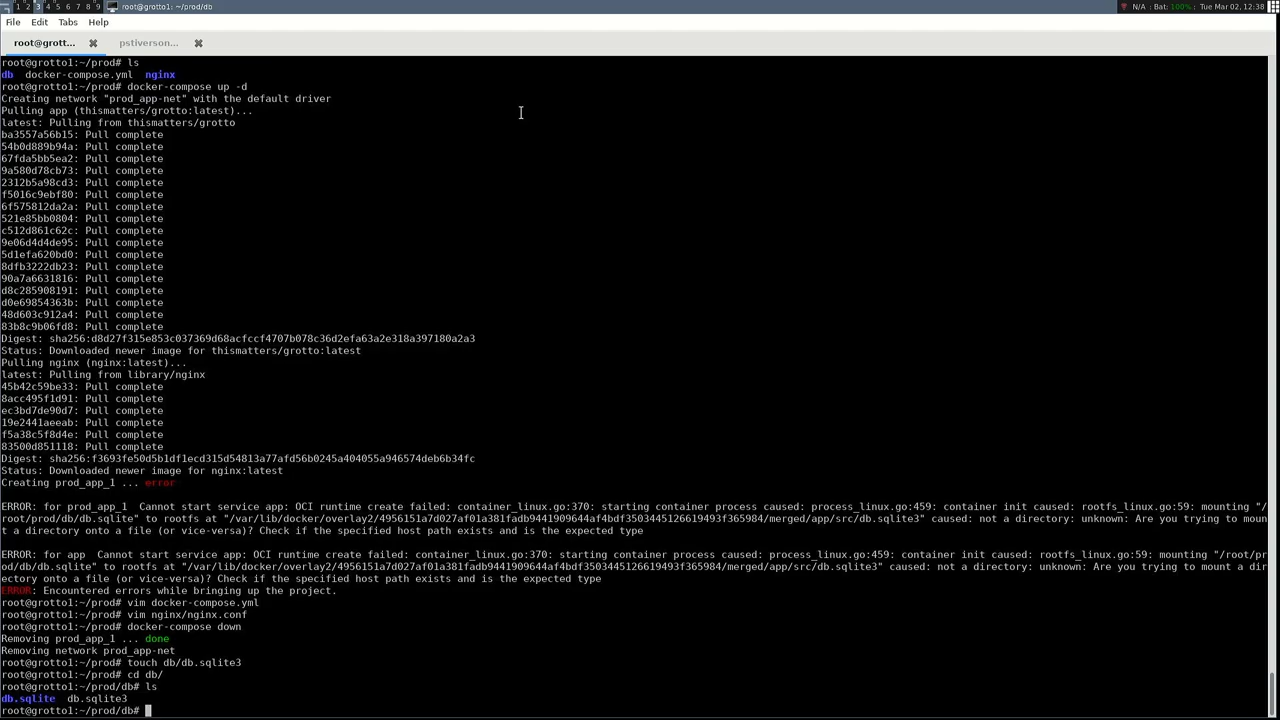 1 2 3 4 5 6 7 8 9 root@grotto1: ~/prod/db N/A : Bat: 100% : Tue Mar 02, 12:38
File Edit Tabs Help
root@grott... pstiverson...
root@grotto1:~/prod# ls
db docker-compose.yml nginx
root@grotto1:~/prod# docker-compose up -d
Creating network "prod_app-net" with the default driver
Pulling app (thismatters/grotto:latest)...
latest: Pulling from thismatters/grotto
ba3557a56b15: Pull complete
54b0d889b94a: Pull complete
67fda5bb5ea2: Pull complete
9a580d78cb73: Pull complete
2312b5a98cd3: Pull complete
f5016c9ebf80: Pull complete
6f575812da2a: Pull complete
521e85bb0804: Pull complete
c512d861c62c: Pull complete
9e06d4d4de95: Pull complete
5d1efa620bd0: Pull complete
8dfb3222db23: Pull complete
90a7a6631816: Pull complete
d8c285908191: Pull complete
d0e69854363b: Pull complete
48d603c912a4: Pull complete
83b8c9b06fd8: Pull complete
Digest: sha256:d8d27f315e853c037369d68acfccf4707b078c36d2efa63a2e318a397180a2a3
Status: Downloaded newer image for thismatters/grotto:latest
Pulling nginx (nginx:latest)...
latest: Pulling from library/nginx
45b42c59be33: Pull complete
8acc495f1d91: Pull complete
ec3bd7de90d7: Pull complete
19e2441aeeab: Pull complete
f5a38c5f8d4e: Pull complete
83500d851118: Pull complete
Digest: sha256:f3693fe50d5b1df1ecd315d54813a77afd56b0245a404055a946574deb6b34fc
Status: Downloaded newer image for nginx:latest
Creating prod_app_1 ... error
ERROR: for prod_app_1 Cannot start service app: OCI runtime create failed: container_linux.go:370: starting container process caused: process_linux.go:459: container init caused: rootfs_linux.go:59: mounting "/
root/prod/db/db.sqlite" to rootfs at "/var/lib/docker/overlay2/4956151a7d027af01a381fadb9441909644af4bdf3503445126619493f365984/merged/app/src/db.sqlite3" caused: not a directory: unknown: Are you trying to moun
t a directory onto a file (or vice-versa)? Check if the specified host path exists and is the expected type
ERROR: for app Cannot start service app: OCI runtime create failed: container_linux.go:370: starting container process caused: process_linux.go:459: container init caused: rootfs_linux.go:59: mounting "/root/pr
od/db/db.sqlite" to rootfs at "/var/lib/docker/overlay2/4956151a7d027af01a381fadb9441909644af4bdf3503445126619493f365984/merged/app/src/db.sqlite3" caused: not a directory: unknown: Are you trying to mount a dir
ectory onto a file (or vice-versa)? Check if the specified host path exists and is the expected type
ERROR: Encountered errors while bringing up the project.
root@grotto1:~/prod# vim docker-compose.yml
root@grotto1:~/prod# vim nginx/nginx.conf
root@grotto1:~/prod# docker-compose down
Removing prod_app_1 ... done
Removing network prod_app-net
root@grotto1:~/prod# touch db/db.sqlite3
root@grotto1:~/prod# cd db/
root@grotto1:~/prod/db# ls
db.sqlite db.sqlite3
root@grotto1:~/prod/db#